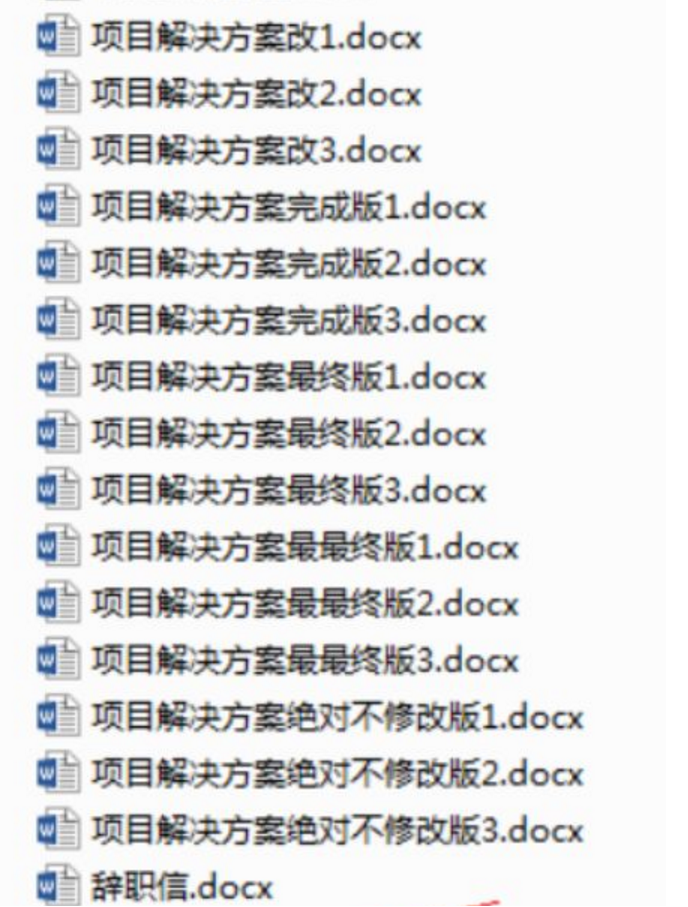 项目解决方案改1.docx
项目解决方案改2.docx
项目解决方案改3.docx
项目解决方案完成版1.docx
项目解决方案完成版2.docx
项目解决方案完成版3.docx
项目解决方案最终版1.docx
项目解决方案最终版2.docx
项目解决方案最终版3.docx
项目解决方案最最终版1.docx
项目解决方案最最终版2.docx
项目解决方案最最终版3.docx
项目解决方案绝对不修改版1.docx
项目解决方案绝对不修改版2.docx
项目解决方案绝对不修改版3.docx
辞职信.docx